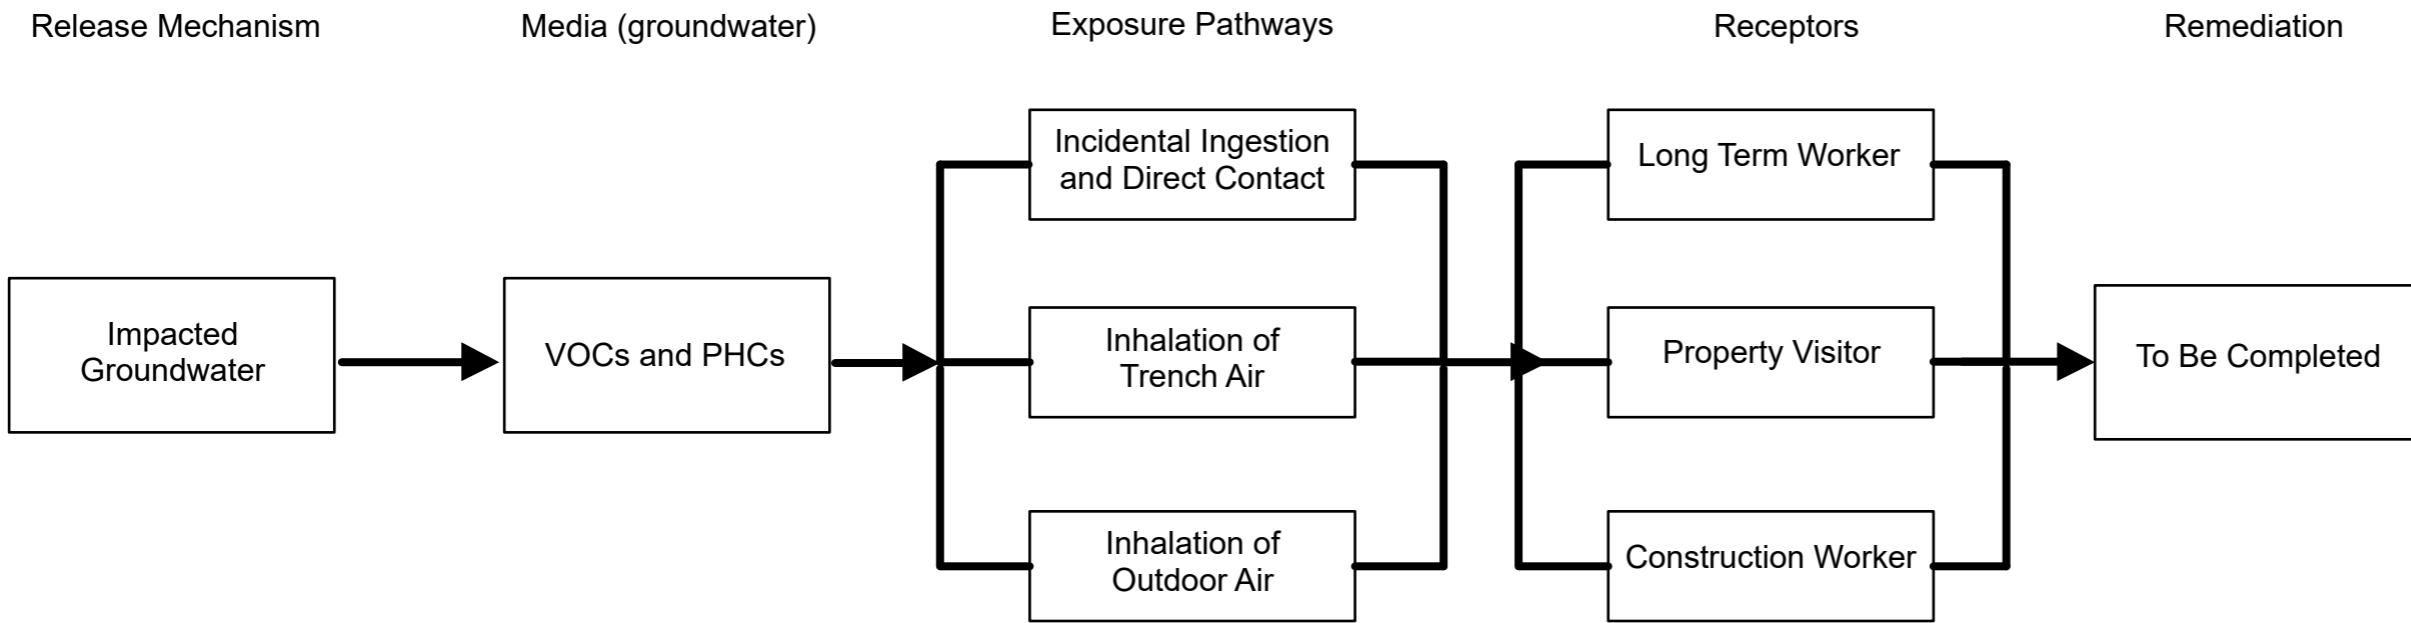 Release Mechanism
Media (groundwater)
Exposure Pathways
Receptors
Remediation
Impacted
Groundwater
VOCs and PHCs
Incidental Ingestion
and Direct Contact
Inhalation of
Trench Air
Inhalation of
Outdoor Air
Long Term Worker
Property Visitor
Construction Worker
To Be Completed